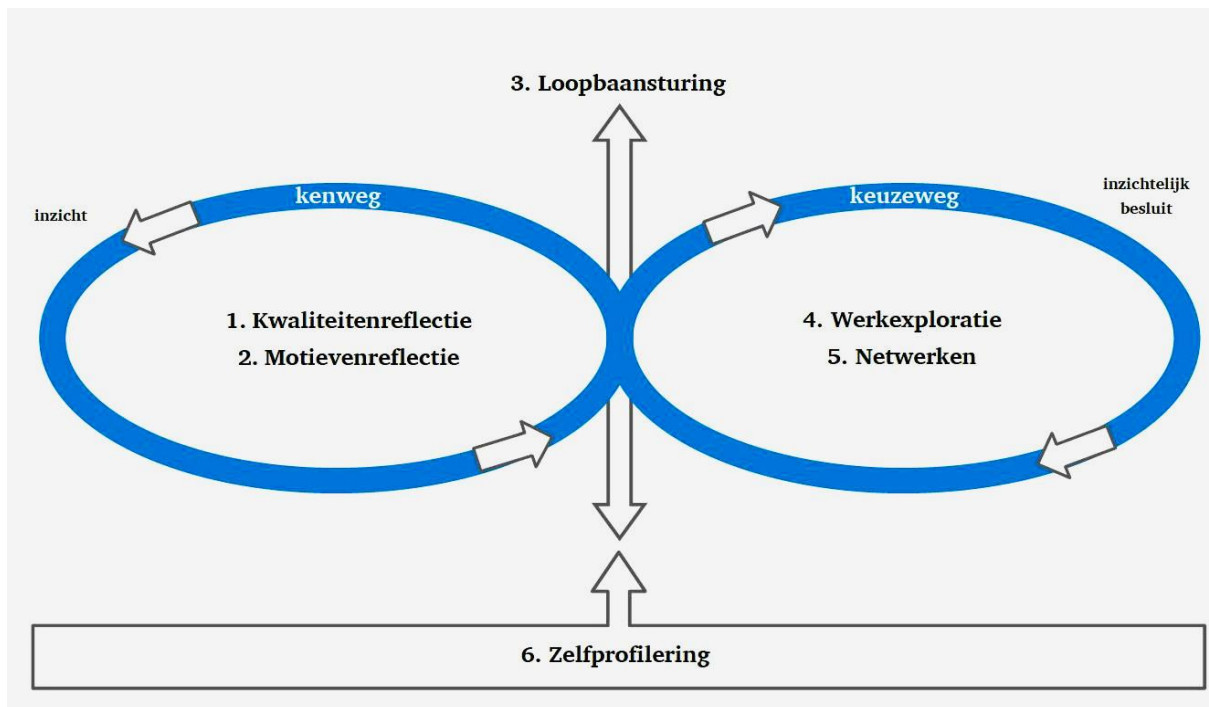 3. Loopbaansturing
kenweg
keuzeweg
inzicht
inzichtelijk
besluit
1. Kwaliteitenreflectie
2. Motievenreflectie
4. Werkexploratie
5. Netwerken
6. Zelfprofilering